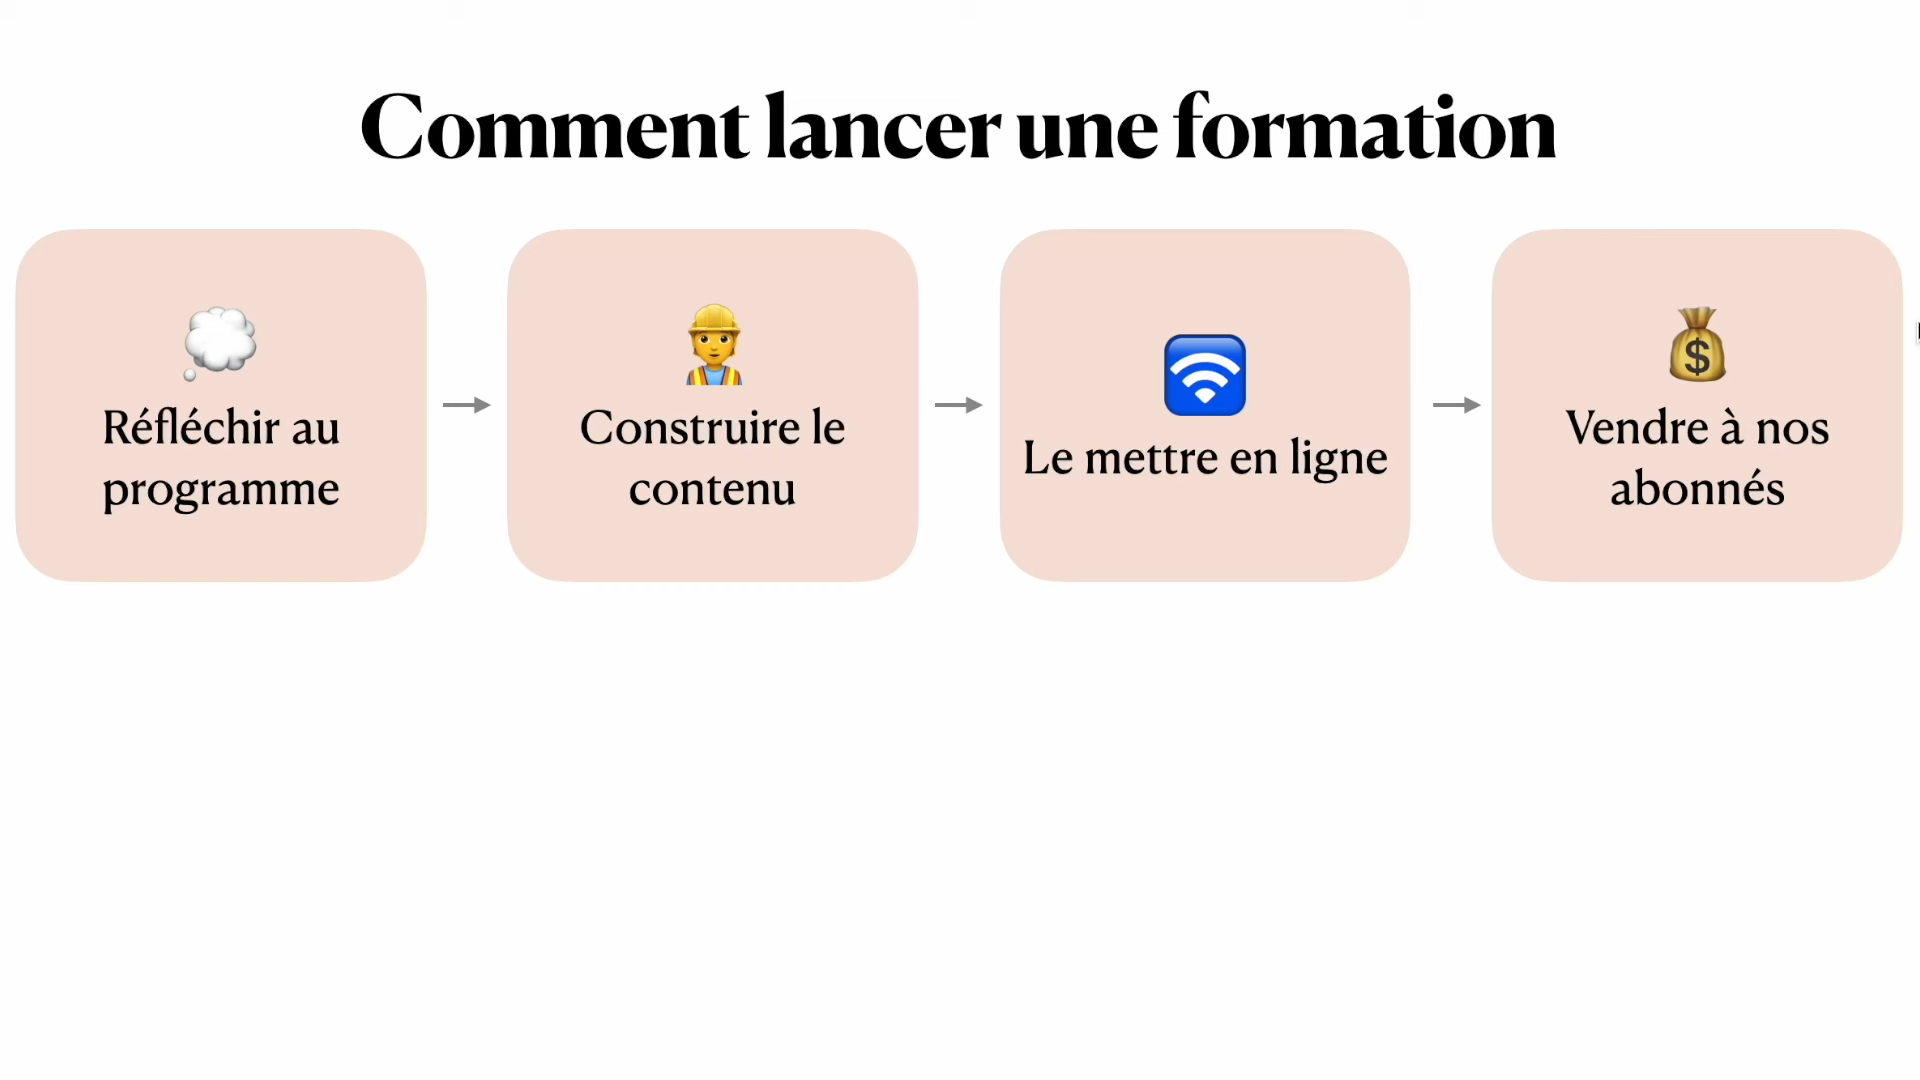 Comment lancer une formation
Réfléchir au
programme
Construire le
contenu
Le mettre en ligne
Vendre à nos
abonnés